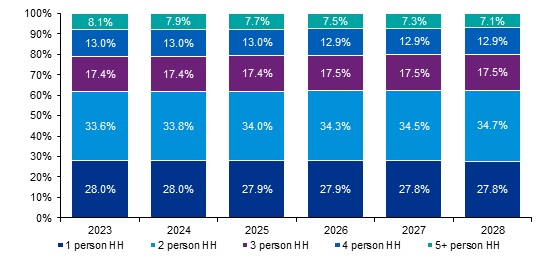 100%
90%
80%
70%
60%
50%
40%
30%
20%
10%
0%
8.1% 7.9% 7.7% 7.5% 7.3% 7.1%
13.0% 13.0% 13.0% 12.9% 12.9% 12.9%
17.4% 17.4% 17.4% 17.5% 17.5% 17.5%
33.6% 33.8% 34.0% 34.3% 34.5% 34.7%
28.0% 28.0% 27.9% 27.9% 27.8% 27.8%
2023 2024 2025 2026 2027 2028
1 person HH 2 person HH 3 person HH 4 person HH 5+ person HH